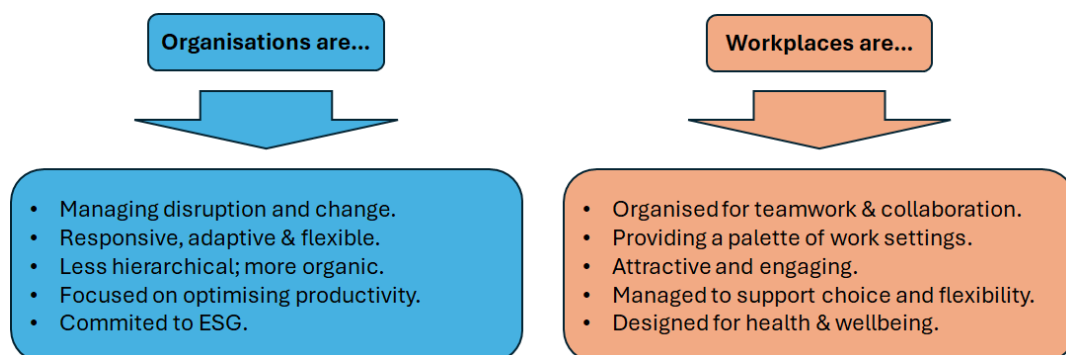 Organisations are...
Managing disruption and change.
Responsive, adaptive & flexible.
Less hierarchical; more organic.
Focused on optimising productivity.
Commited to ESG.
Workplaces are...
Organised for teamwork & collaboration.
Providing a palette of work settings.
Attractive and engaging.
Managed to support choice and flexibility.
Designed for health & wellbeing.